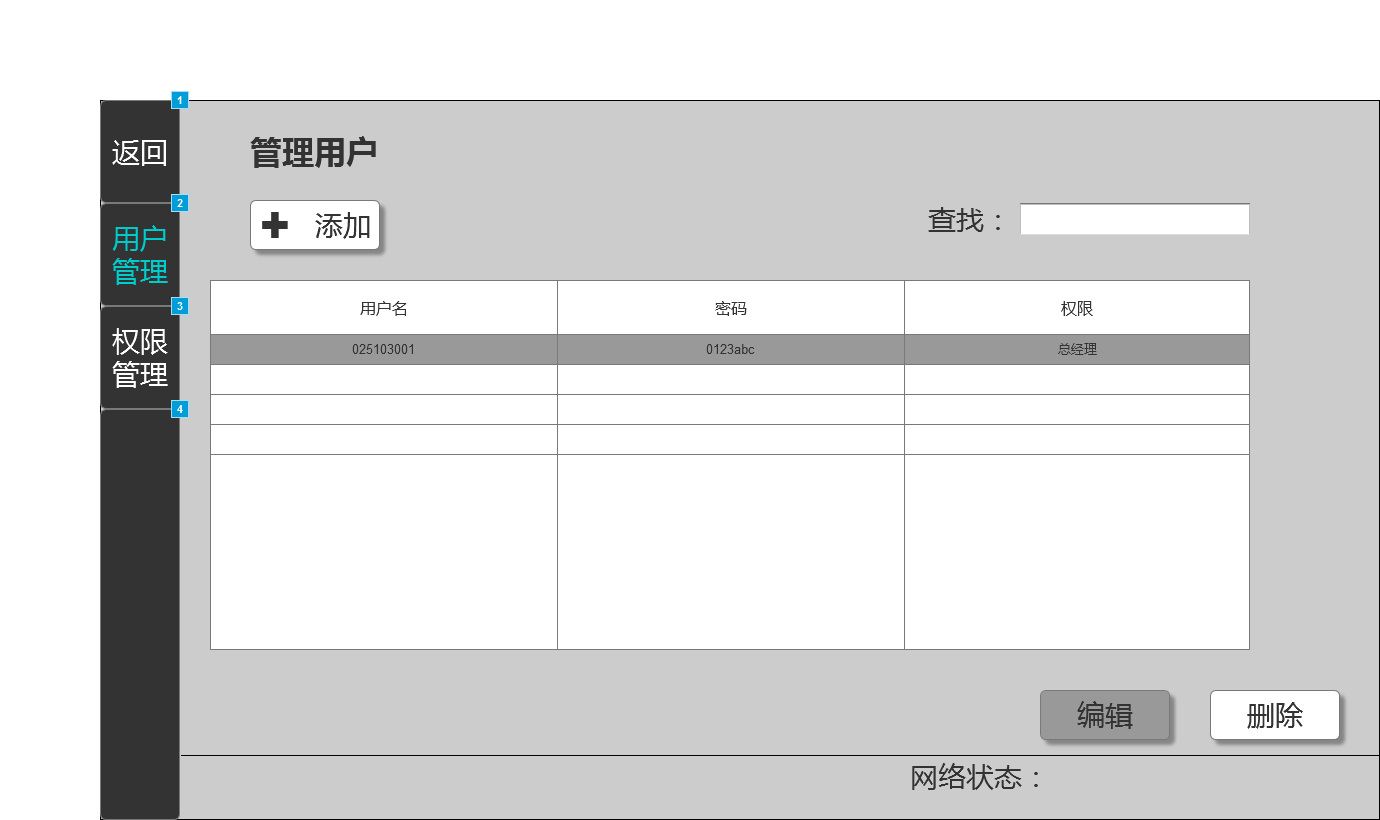 1
返回
2
用户
管理
3
权限
管理
4
管理用户
添加
查找：
用户名 密码 权限
025103001 0123abc 总经理
编辑 删除
网络状态：